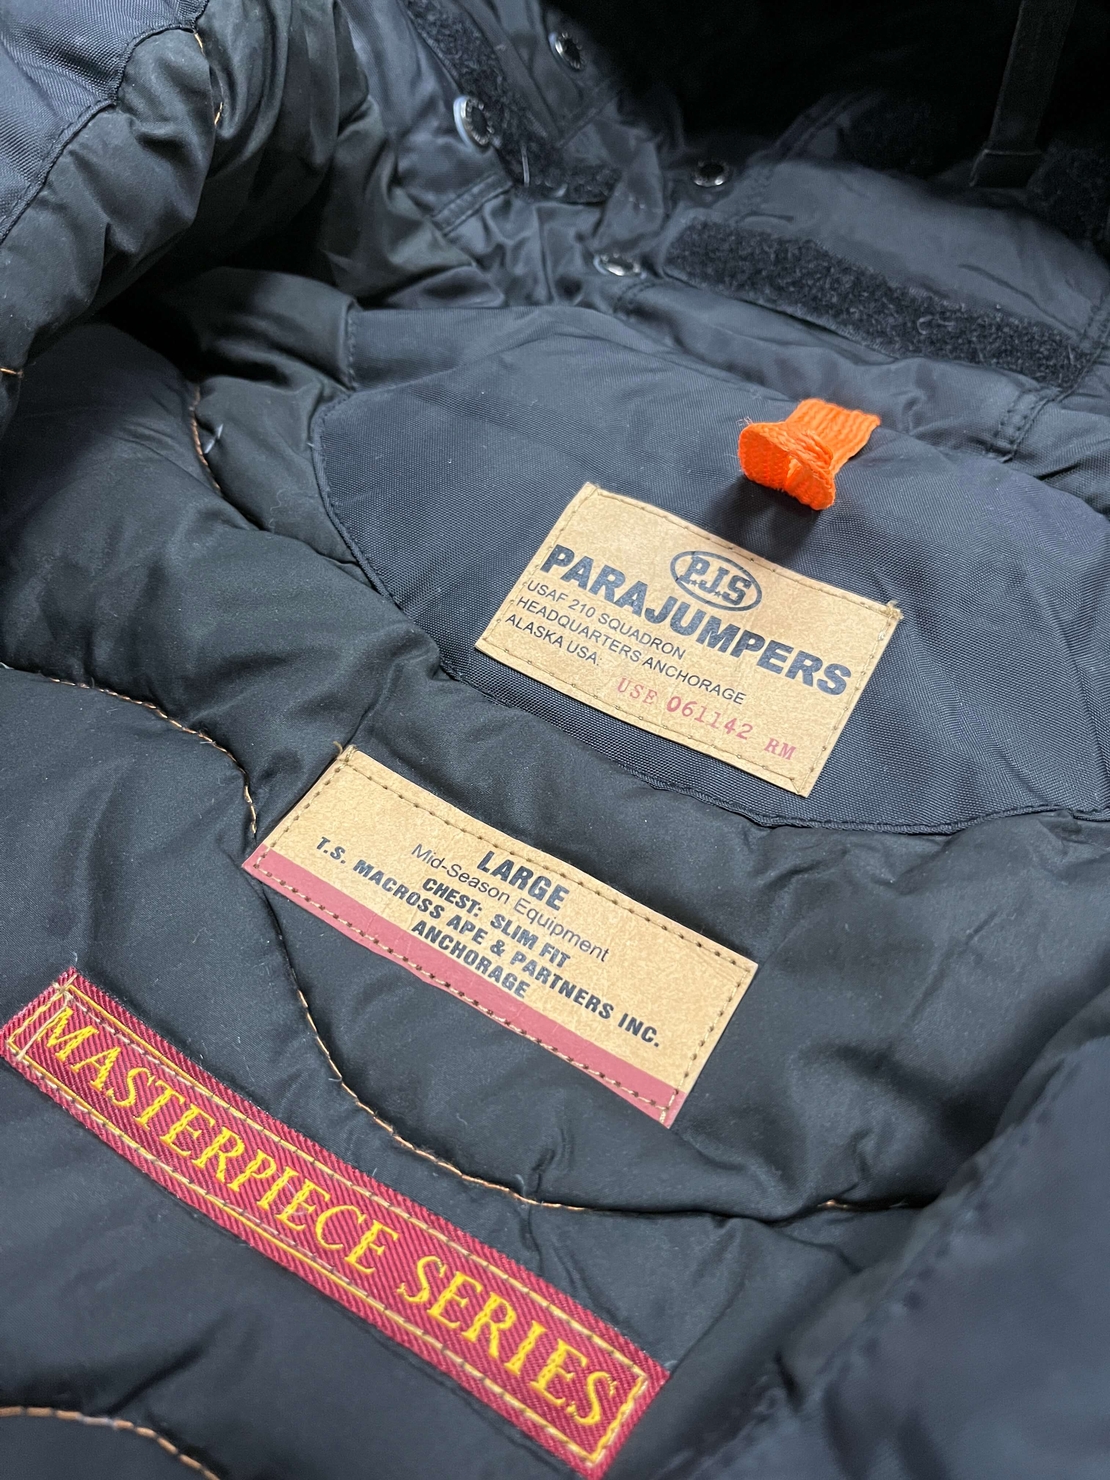 P.J.S
PARAJUMPERS
USAF 210 SQUADRON
HEADQUARTERS ANCHORAGE
ALASKA USA.
USE 061142 RM
LARGE
Mid-Season Equipment
CHEST: SLIM FIT
T.S. MACROSS APE & PARTNERS INC.
ANCHORAGE
MASTERPIECE SERIES